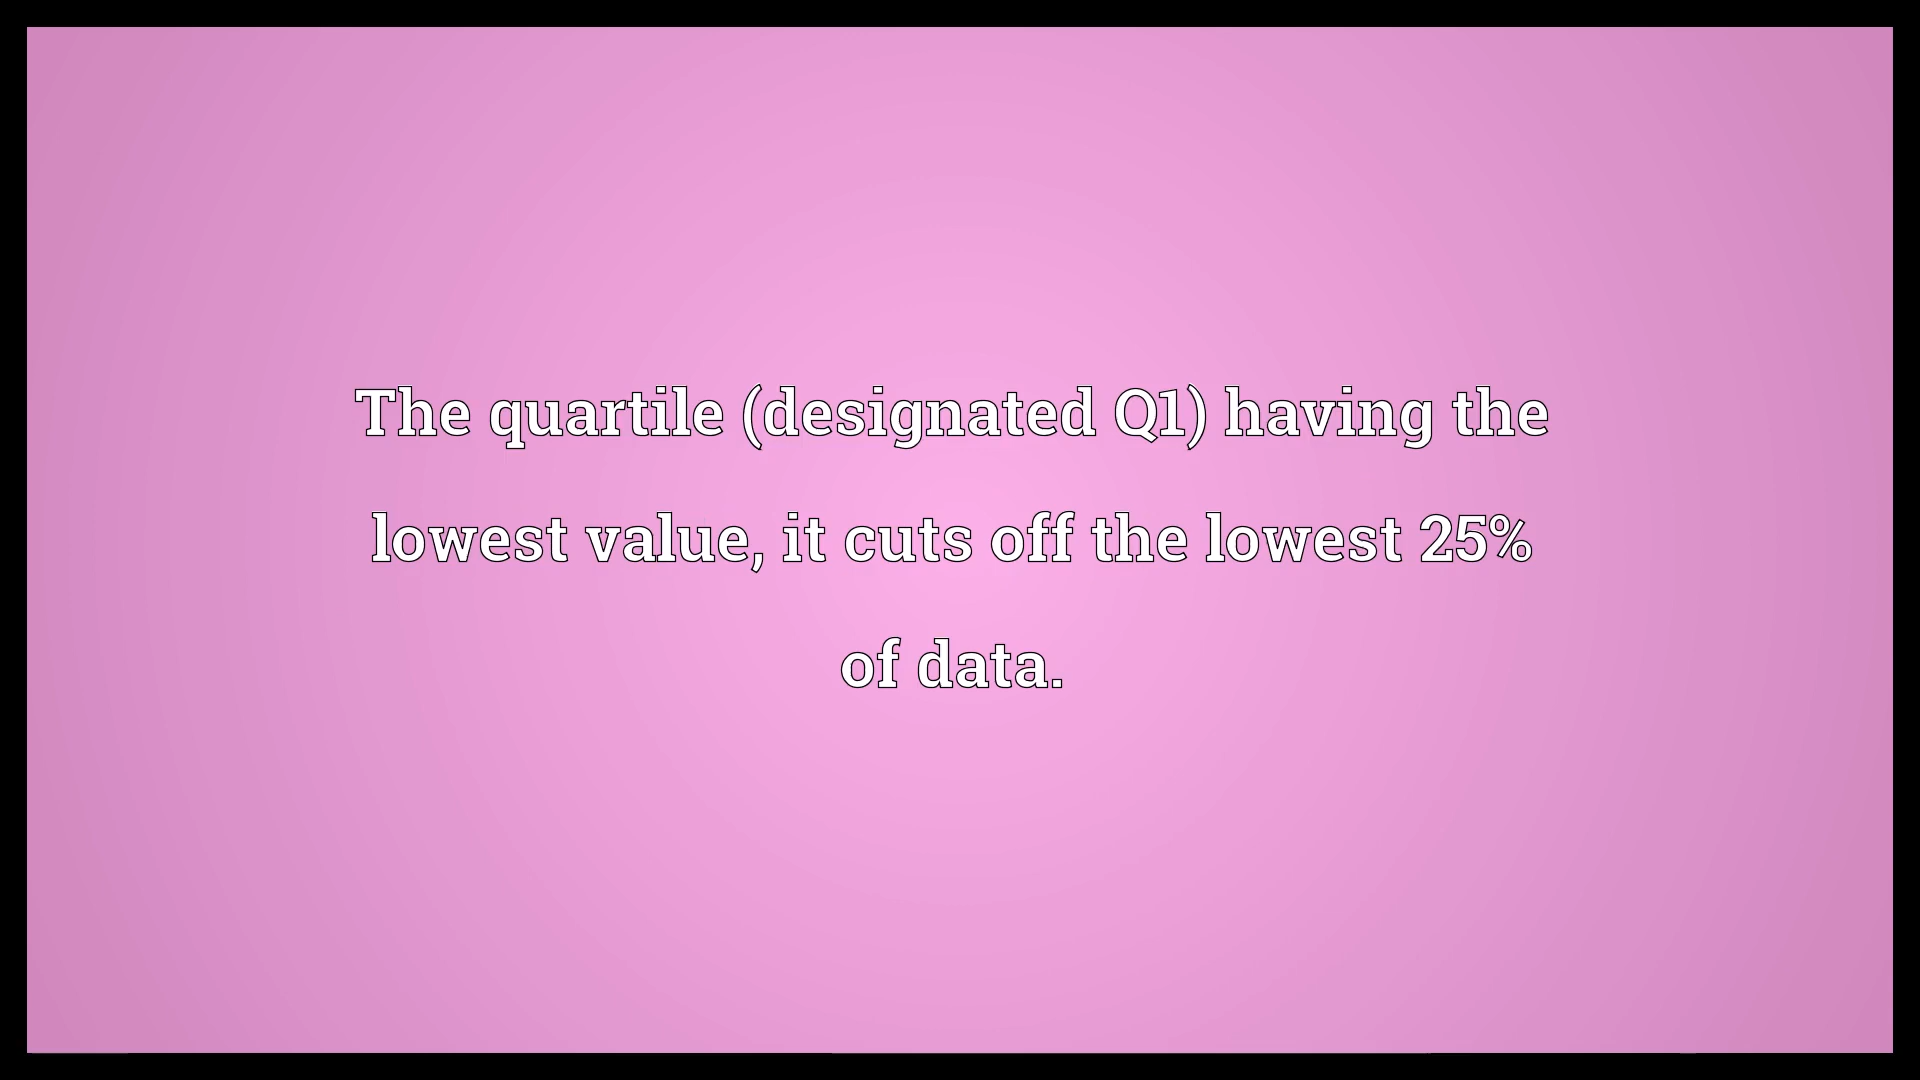 The quartile (designated Q1) having the
lowest value, it cuts off the lowest 25%
of data.